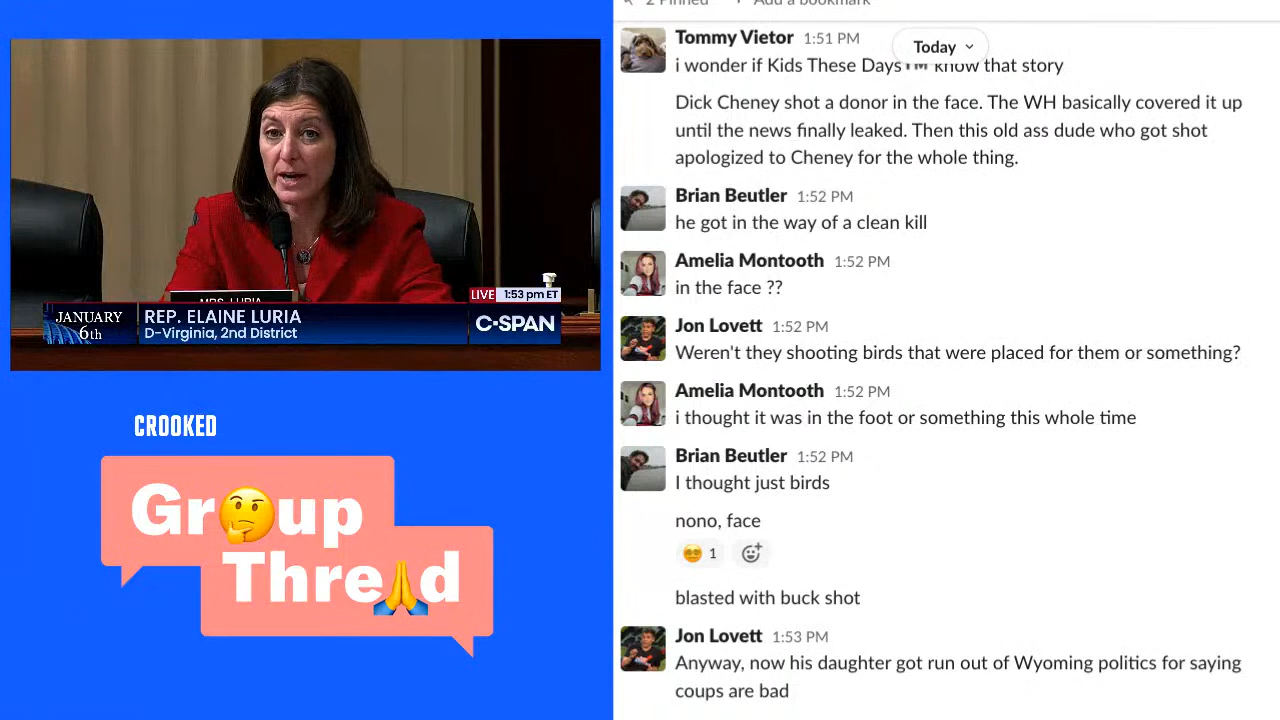 MRS. LURIA
LIVE 1:53 pm ET
JANUARY
6th
REP. ELAINE LURIA
D-Virginia, 2nd District
C-SPAN
CROOKED
Gr🤔up
Thre🙏d
2 Pinned + Add a bookmark
Tommy Vietor 1:51 PM
Today
i wonder if Kids These Days™ know that story
Dick Cheney shot a donor in the face. The WH basically covered it up
until the news finally leaked. Then this old ass dude who got shot
apologized to Cheney for the whole thing.
Brian Beutler 1:52 PM
he got in the way of a clean kill
Amelia Montooth 1:52 PM
in the face ??
Jon Lovett 1:52 PM
Weren't they shooting birds that were placed for them or something?
Amelia Montooth 1:52 PM
i thought it was in the foot or something this whole time
Brian Beutler 1:52 PM
I thought just birds
nono, face
1
blasted with buck shot
Jon Lovett 1:53 PM
Anyway, now his daughter got run out of Wyoming politics for saying
coups are bad